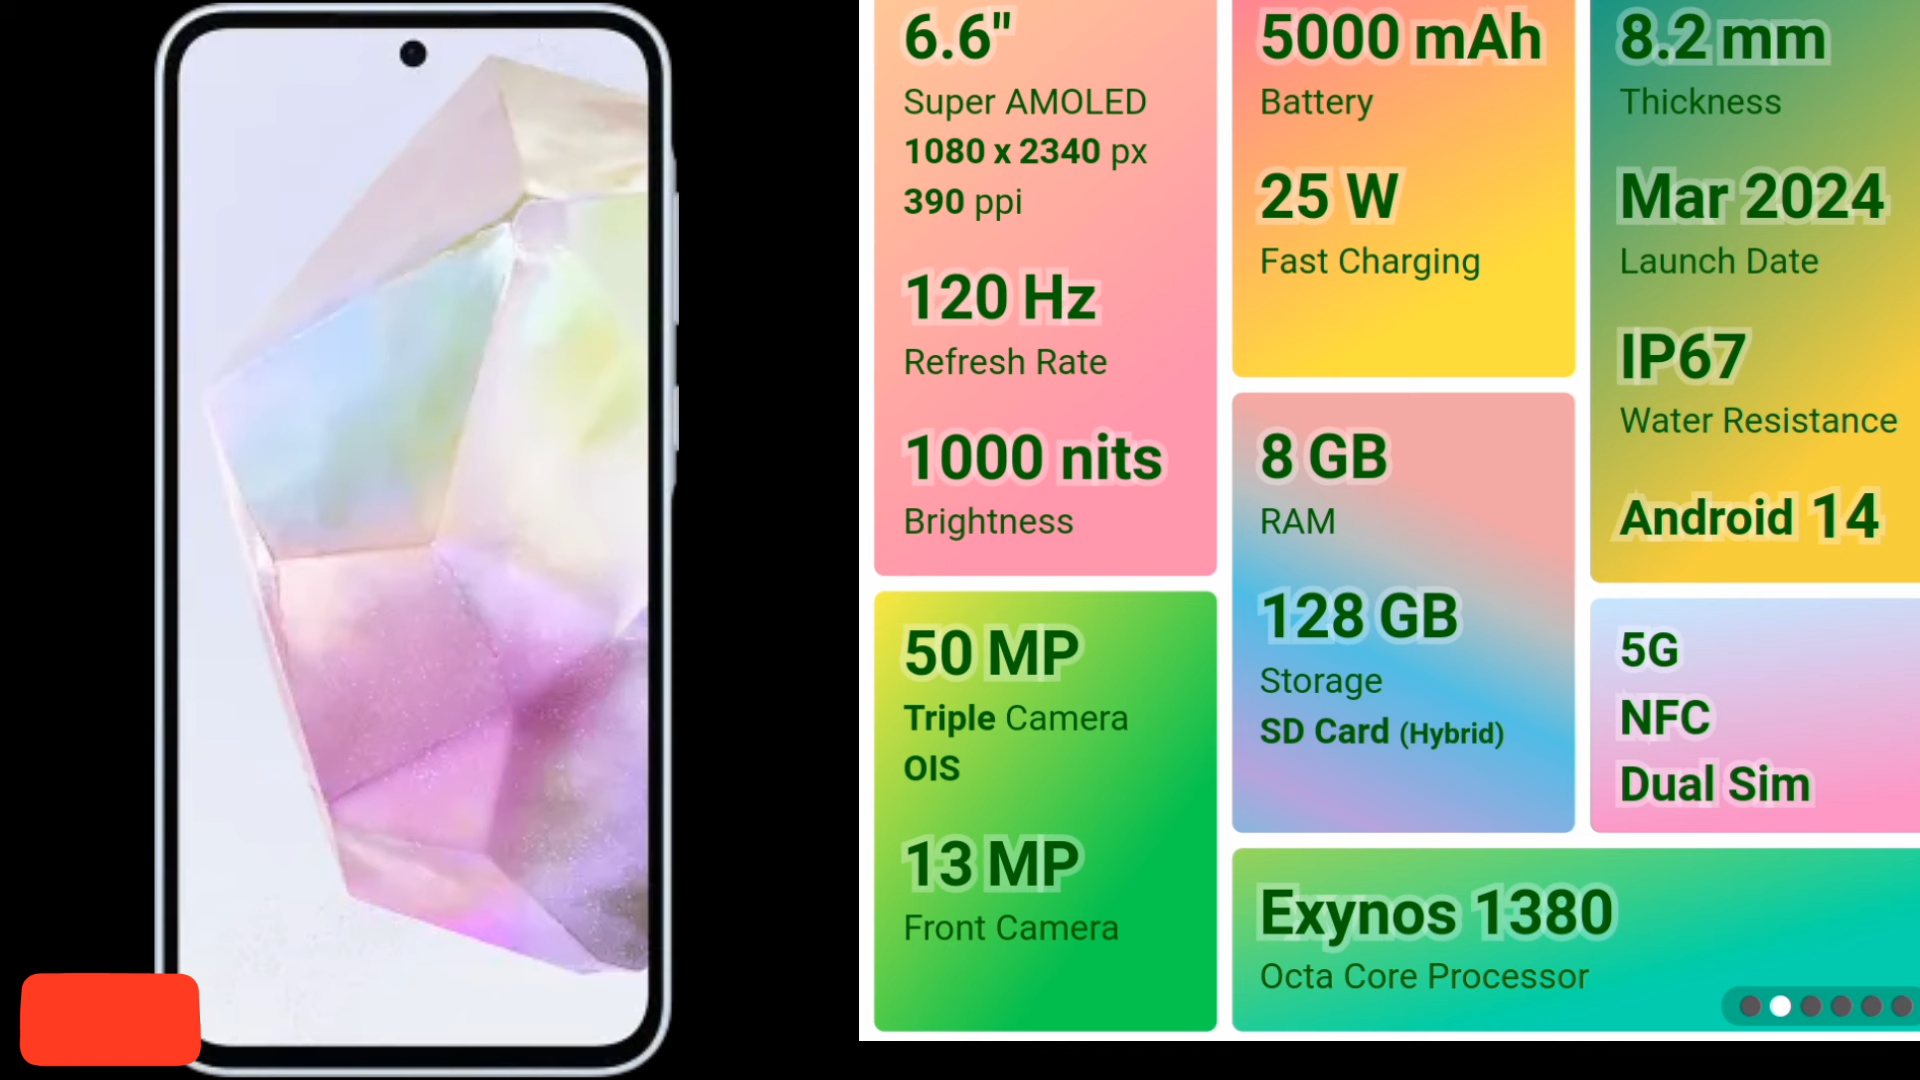 6.6"
Super AMOLED
1080 x 2340 px
390 ppi
120 Hz
Refresh Rate
1000 nits
Brightness
50 MP
Triple Camera
OIS
13 MP
Front Camera
5000 mAh
Battery
25 W
Fast Charging
8 GB
RAM
128 GB
Storage
SD Card (Hybrid)
8.2 mm
Thickness
Mar 2024
Launch Date
IP67
Water Resistance
Android 14
5G
NFC
Dual Sim
Exynos 1380
Octa Core Processor